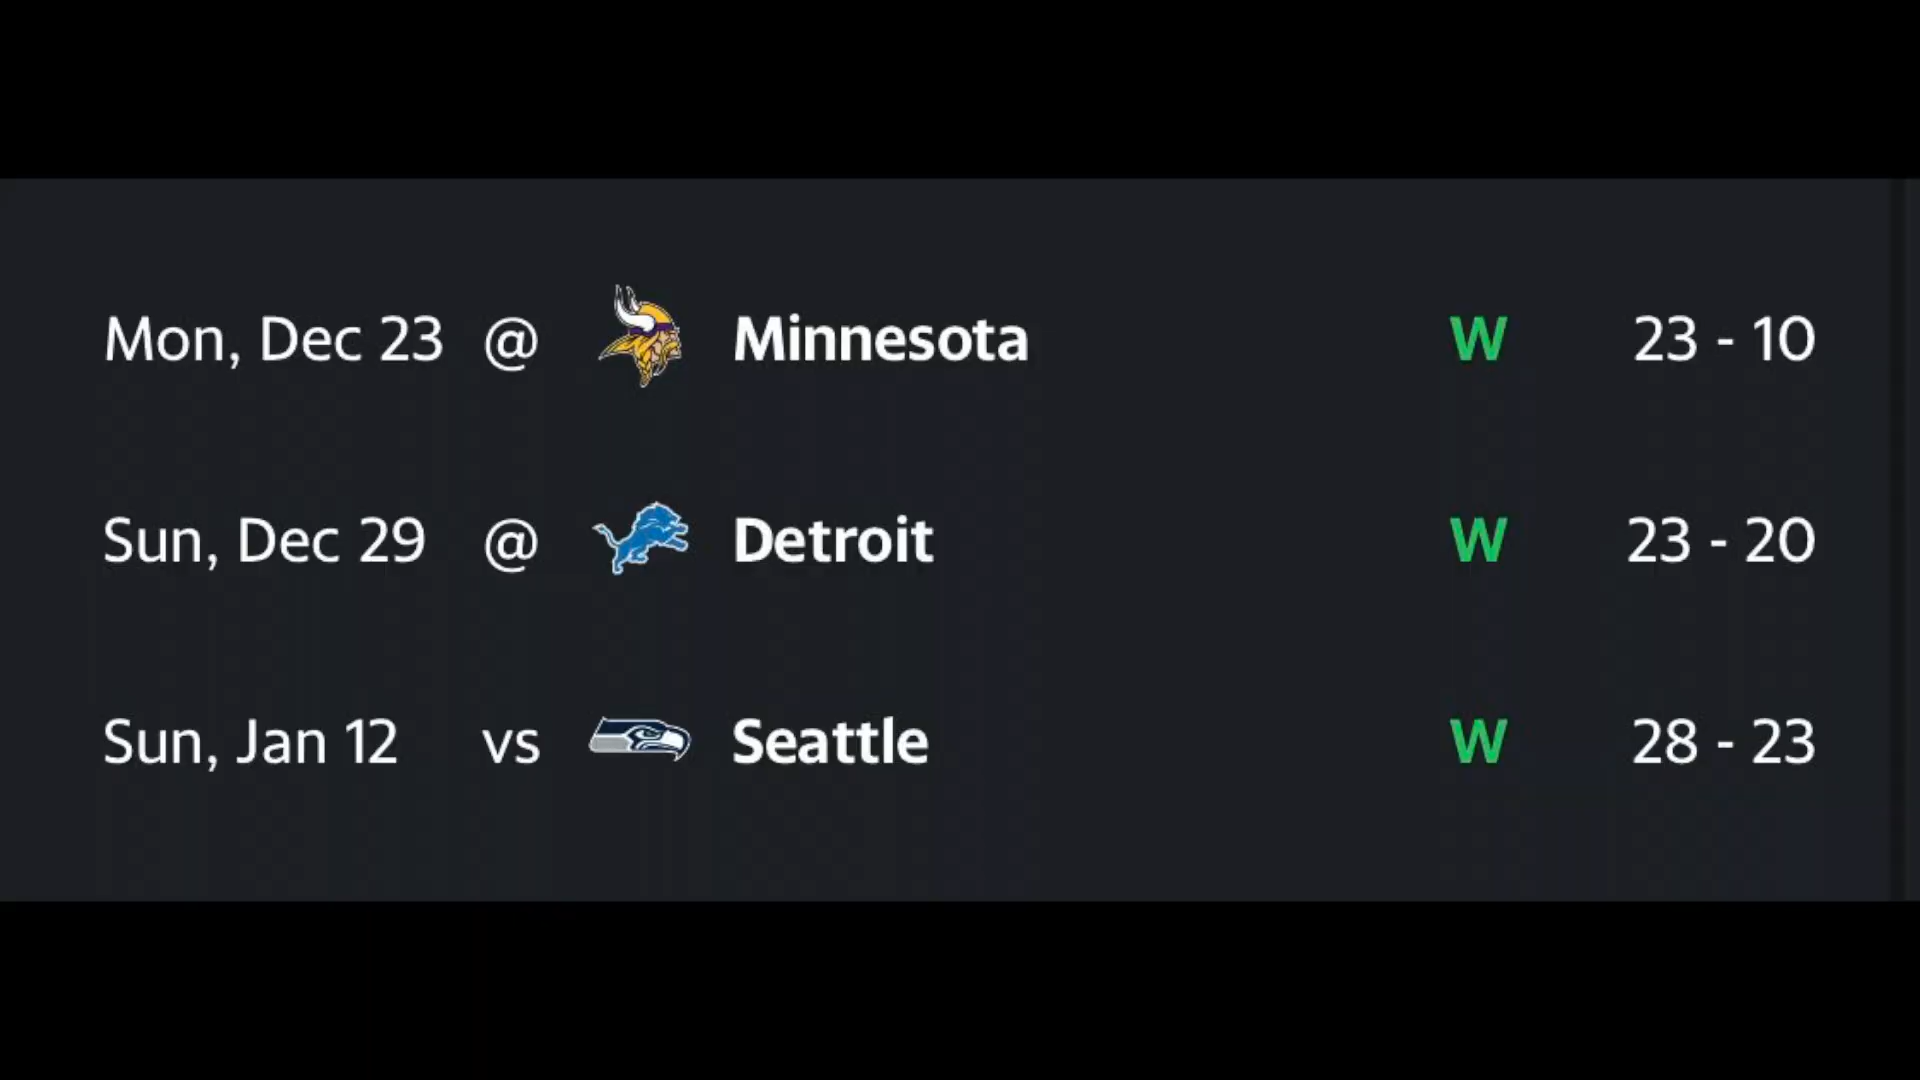 Mon, Dec 23 @ Minnesota W 23 - 10
Sun, Dec 29 @ Detroit W 23 - 20
Sun, Jan 12 vs Seattle W 28 - 23